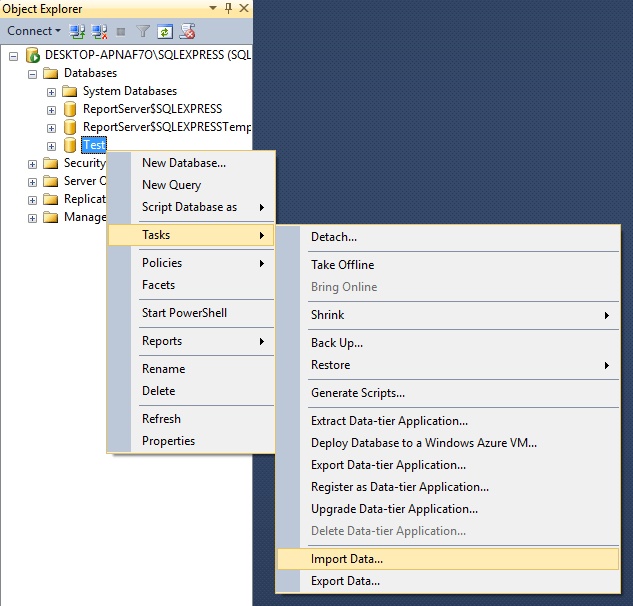 Object Explorer
Connect
DESKTOP-APNAF7O\SQLEXPRESS (SQL
Databases
System Databases
ReportServer$SQLEXPRESS
ReportServer$SQLEXPRESSTemp
Test
Security
Server O
Replicat
Manage
New Database...
New Query
Script Database as
Tasks
Policies
Facets
Start PowerShell
Reports
Rename
Delete
Refresh
Properties
Detach...
Take Offline
Bring Online
Shrink
Back Up...
Restore
Generate Scripts...
Extract Data-tier Application...
Deploy Database to a Windows Azure VM...
Export Data-tier Application...
Register as Data-tier Application...
Upgrade Data-tier Application...
Delete Data-tier Application...
Import Data...
Export Data...